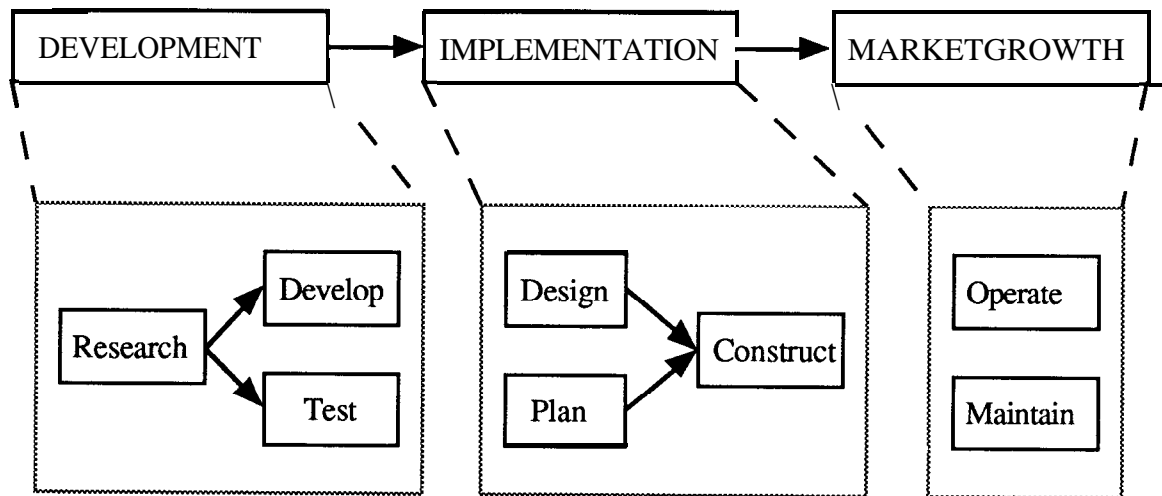 DEVELOPMENT
IMPLEMENTATION
MARKETGROWTH
Research
Develop
Test
Design
Plan
Construct
Operate
Maintain